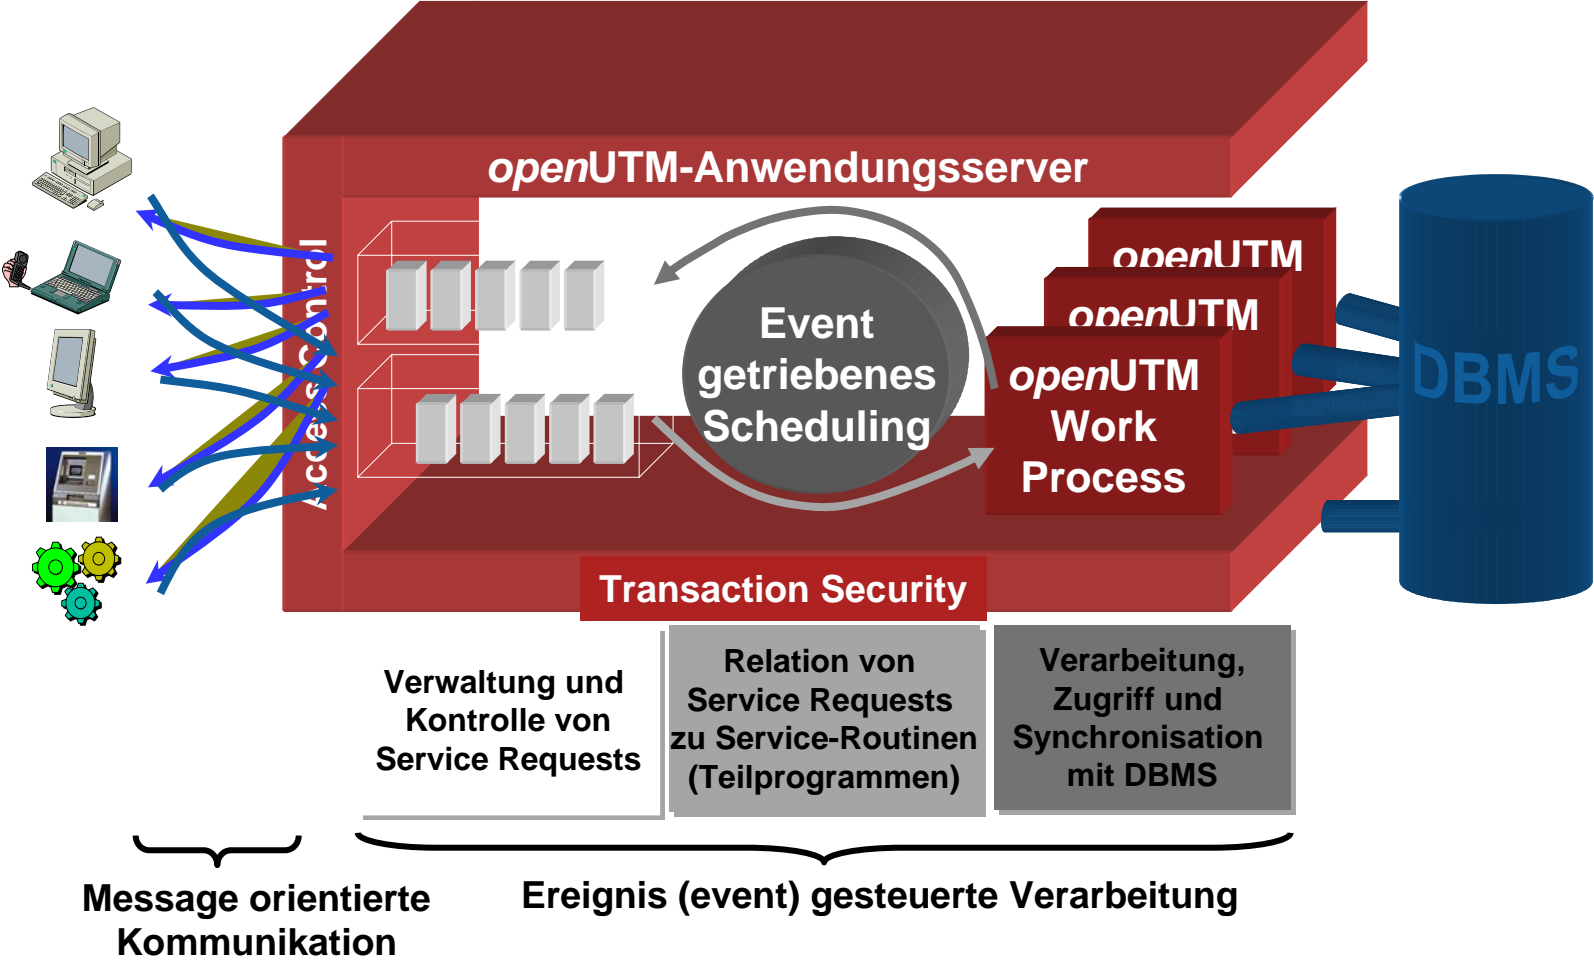 openUTM-Anwendungsserver
Access Control
openUTM
openUTM
openUTM
Work
Process
Event
getriebenes
Scheduling
DBMS
Transaction Security
Verwaltung und
Kontrolle von
Service Requests
Relation von
Service Requests
zu Service-Routinen
(Teilprogrammen)
Verarbeitung,
Zugriff und
Synchronisation
mit DBMS
Message orientierte
Kommunikation
Ereignis (event) gesteuerte Verarbeitung